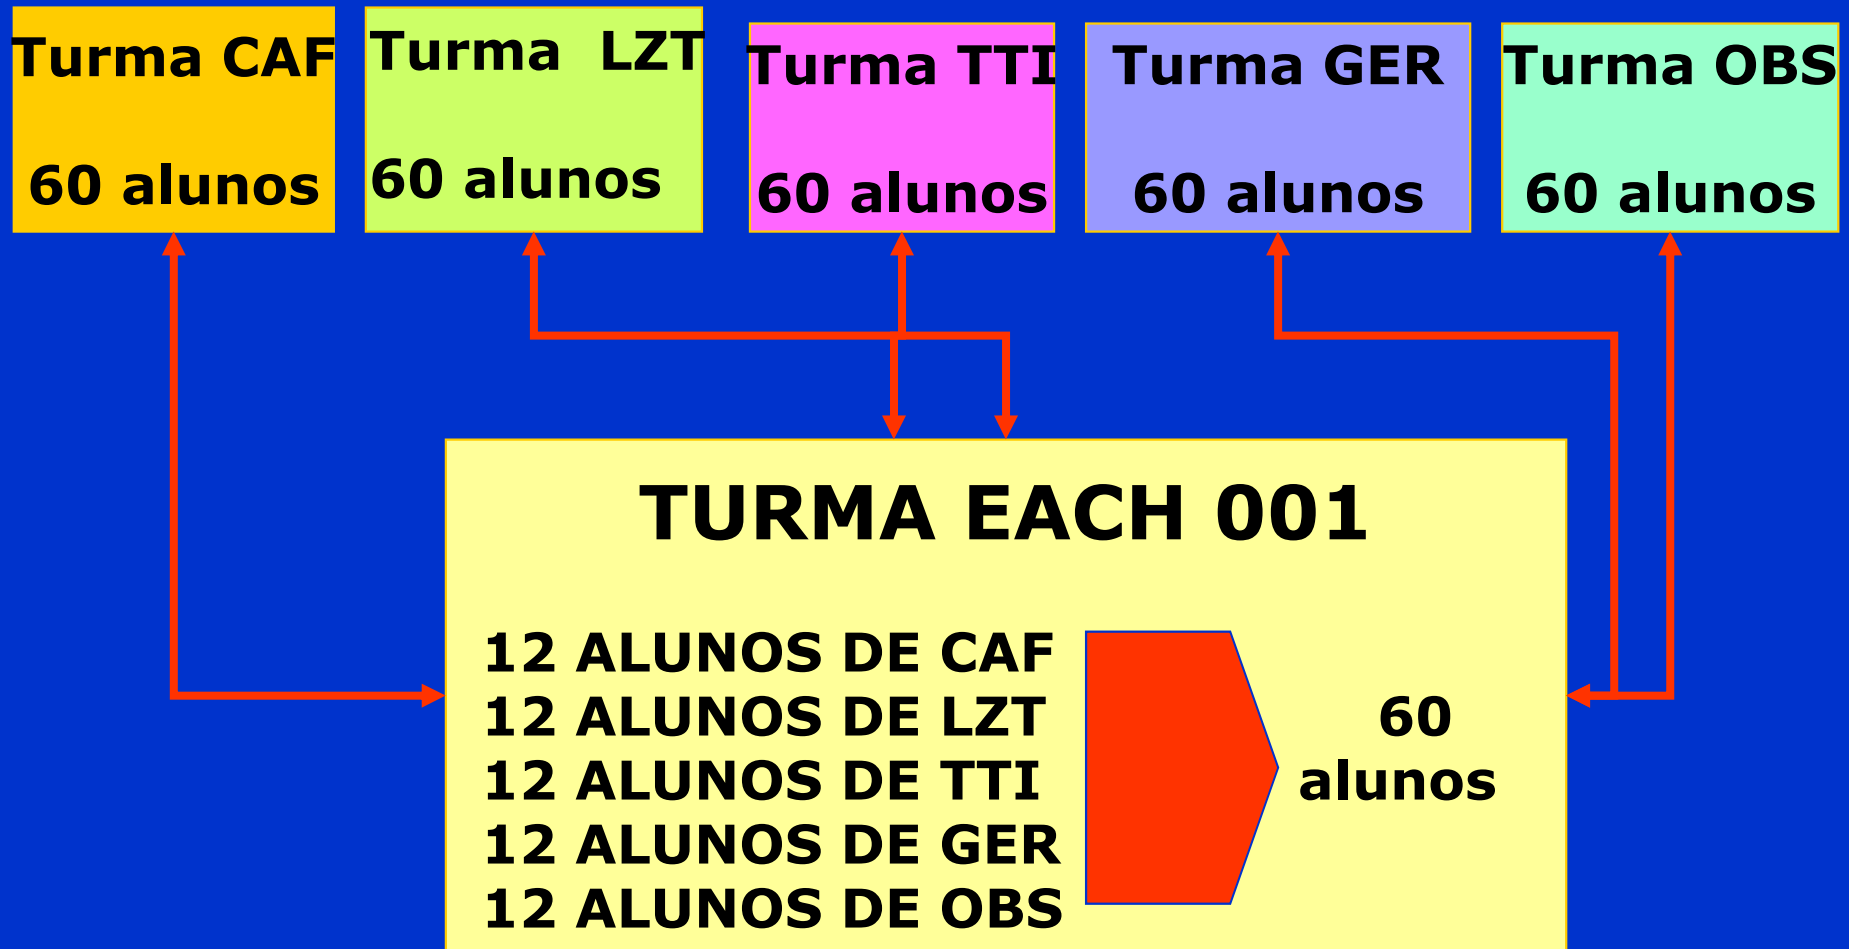 Turma CAF
60 alunos
Turma LZT
60 alunos
Turma TTI
60 alunos
Turma GER
60 alunos
Turma OBS
60 alunos
TURMA EACH 001
12 ALUNOS DE CAF
12 ALUNOS DE LZT
12 ALUNOS DE TTI
12 ALUNOS DE GER
12 ALUNOS DE OBS
60
alunos